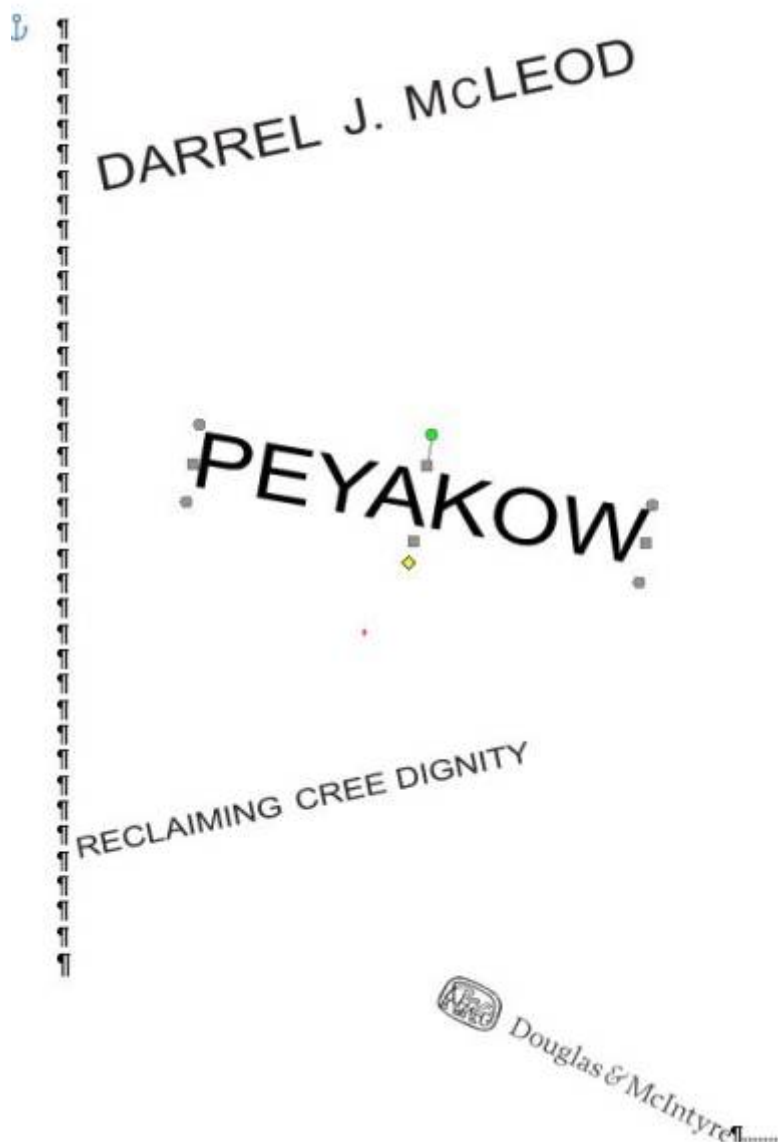 DARREL J. McLEOD
PEYAKOW
RECLAIMING CREE DIGNITY
Douglas & McIntyre